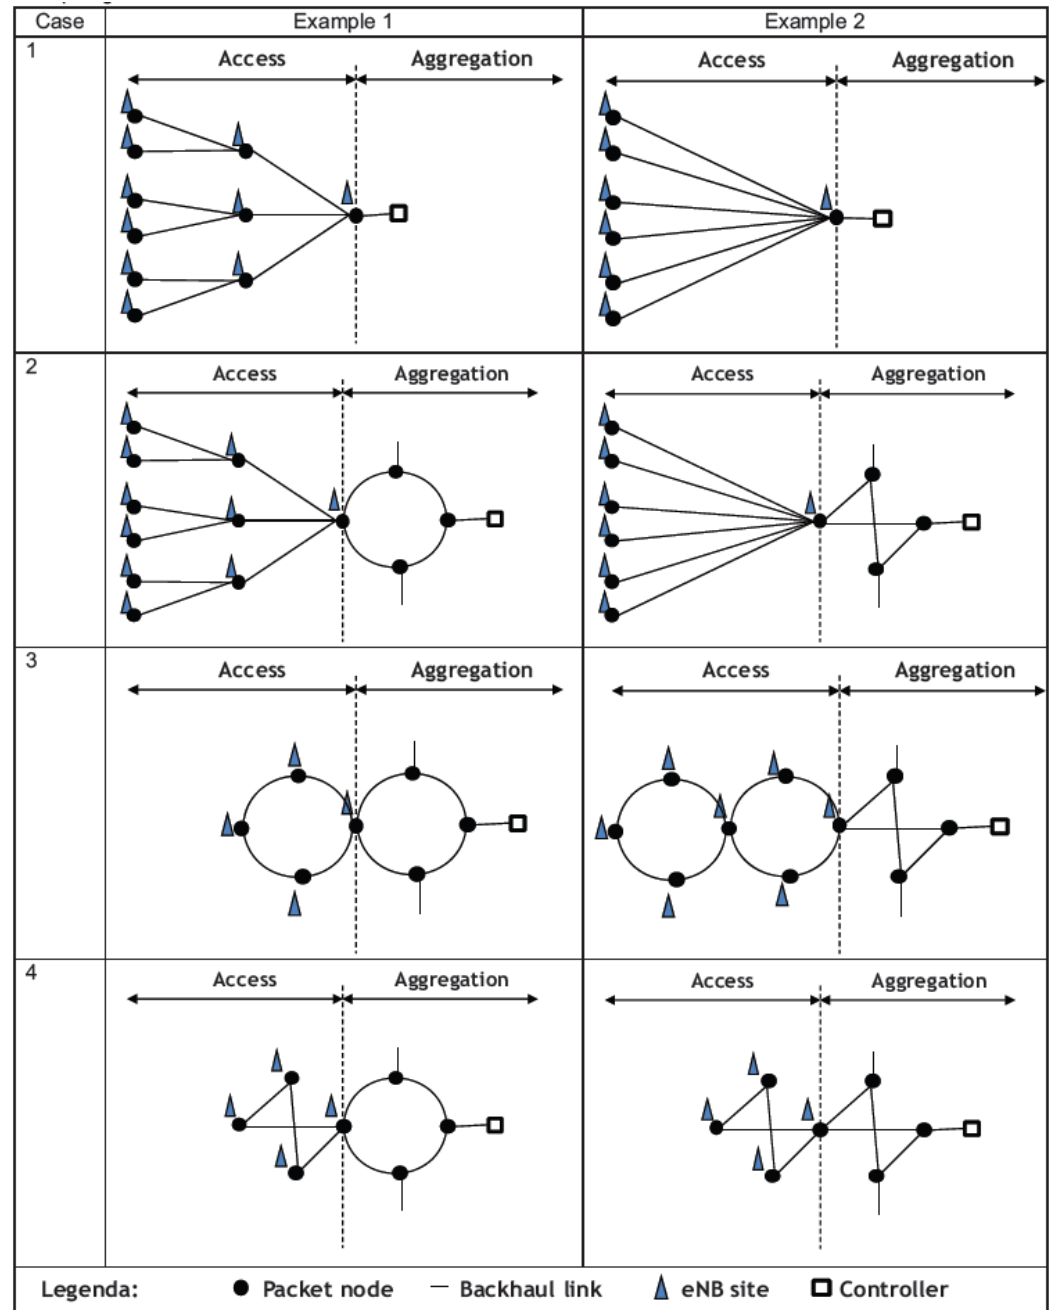 Case Example 1 Example 2
1
Access Aggregation Access Aggregation
2
Access Aggregation Access Aggregation
3
Access Aggregation Access Aggregation
4
Access Aggregation Access Aggregation
Legenda: Packet node Backhaul link eNB site Controller